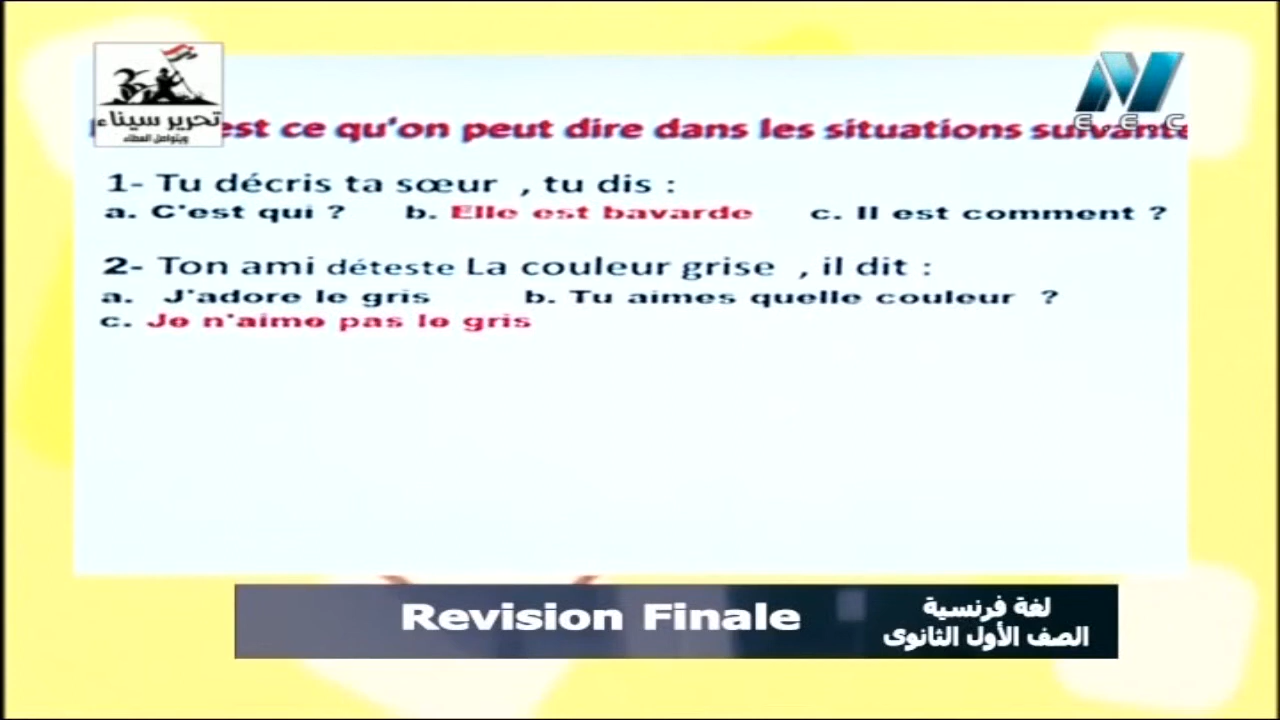 est ce qu'on peut dire dans les situations suivante
1- Tu décris ta sœur , tu dis :
a. C'est qui ? b. Elle est bavarde c. Il est comment ?
2- Ton ami déteste La couleur grise , il dit :
a. J'adore le gris b. Tu aimes quelle couleur ?
c. Je n'aime pas le gris
تحرير سيناء
ويتواصل العطاء
E.E.C
Revision Finale
لغة فرنسية
الصف الأول الثانوى